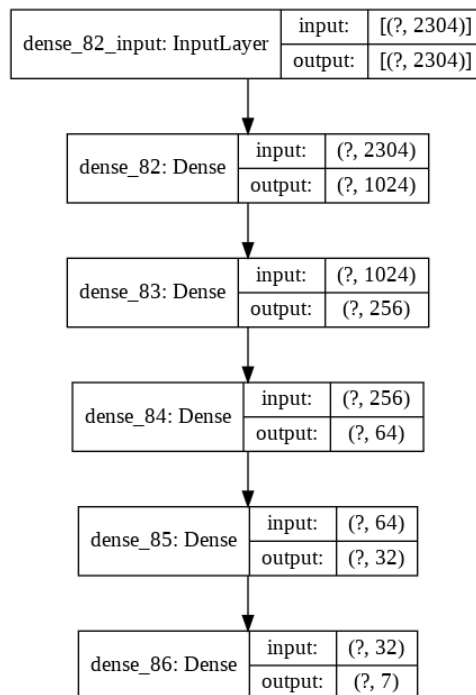 dense_82_input: InputLayer input: [(?, 2304)]
output: [(?, 2304)]
dense_82: Dense input: (?, 2304)
output: (?, 1024)
dense_83: Dense input: (?, 1024)
output: (?, 256)
dense_84: Dense input: (?, 256)
output: (?, 64)
dense_85: Dense input: (?, 64)
output: (?, 32)
dense_86: Dense input: (?, 32)
output: (?, 7)